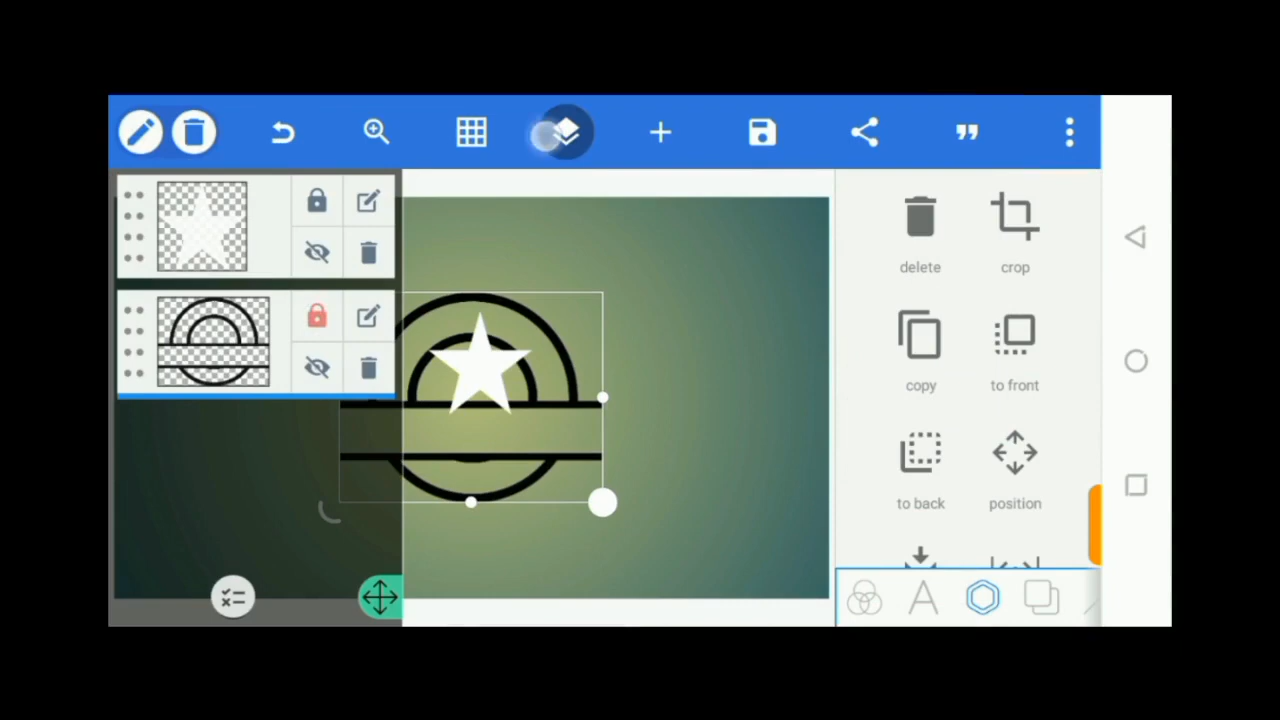 delete
crop
copy
to front
to back
position